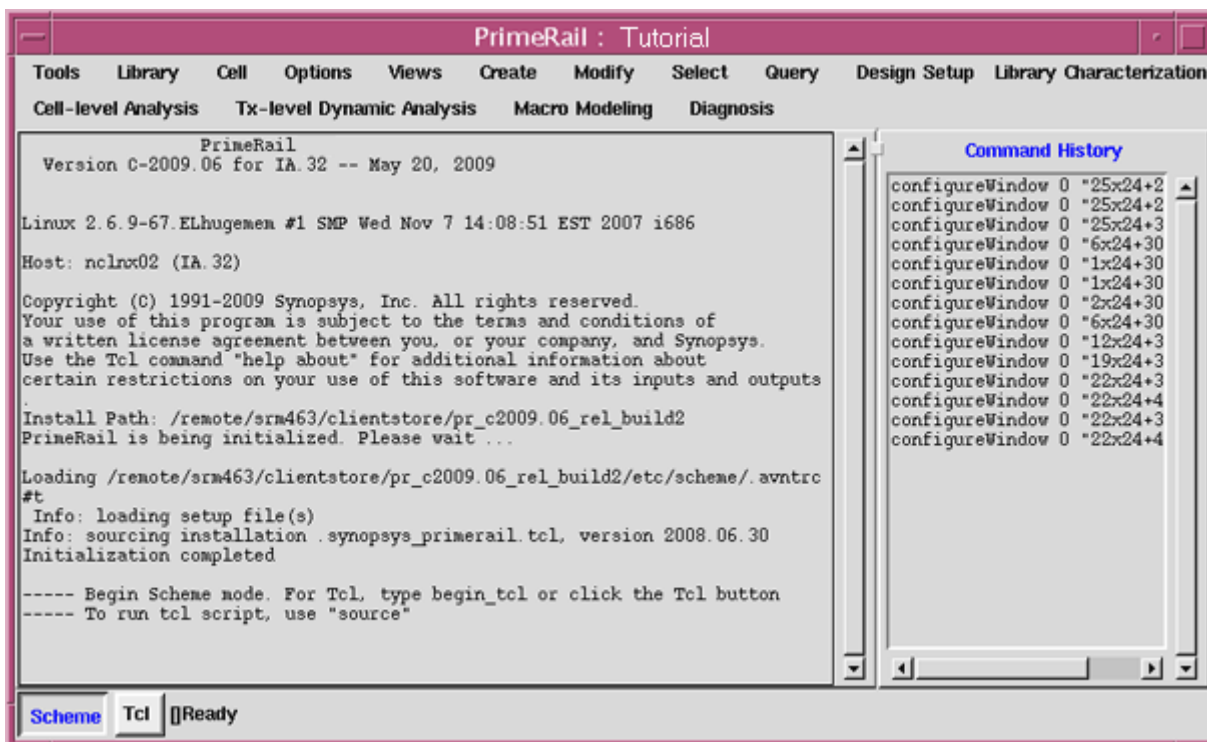 PrimeRail : Tutorial
Tools Library Cell Options Views Create Modify Select Query Design Setup Library Characterization
Cell-level Analysis Tx-level Dynamic Analysis Macro Modeling Diagnosis
PrimeRail
Version C-2009.06 for IA.32 -- May 20, 2009
Linux 2.6.9-67.ELhugemem #1 SMP Wed Nov 7 14:08:51 EST 2007 i686
Host: nclnx02 (IA.32)
Copyright (C) 1991-2009 Synopsys, Inc. All rights reserved.
Your use of this program is subject to the terms and conditions of
a written license agreement between you, or your company, and Synopsys.
Use the Tcl command "help about" for additional information about
certain restrictions on your use of this software and its inputs and outputs
.
Install Path: /remote/srm463/clientstore/pr_c2009.06_rel_build2
PrimeRail is being initialized. Please wait ...
Loading /remote/srm463/clientstore/pr_c2009.06_rel_build2/etc/scheme/.avntrc
#t
Info: loading setup file(s)
Info: sourcing installation .synopsys_primerail.tcl, version 2008.06.30
Initialization completed
----- Begin Scheme mode. For Tcl, type begin_tcl or click the Tcl button
----- To run tcl script, use "source"
Command History
configureWindow 0 "25x24+2
configureWindow 0 "25x24+2
configureWindow 0 "25x24+3
configureWindow 0 "6x24+30
configureWindow 0 "1x24+30
configureWindow 0 "1x24+30
configureWindow 0 "2x24+30
configureWindow 0 "6x24+30
configureWindow 0 "12x24+3
configureWindow 0 "19x24+3
configureWindow 0 "22x24+3
configureWindow 0 "22x24+4
configureWindow 0 "22x24+3
configureWindow 0 "22x24+4
Scheme Tcl []Ready